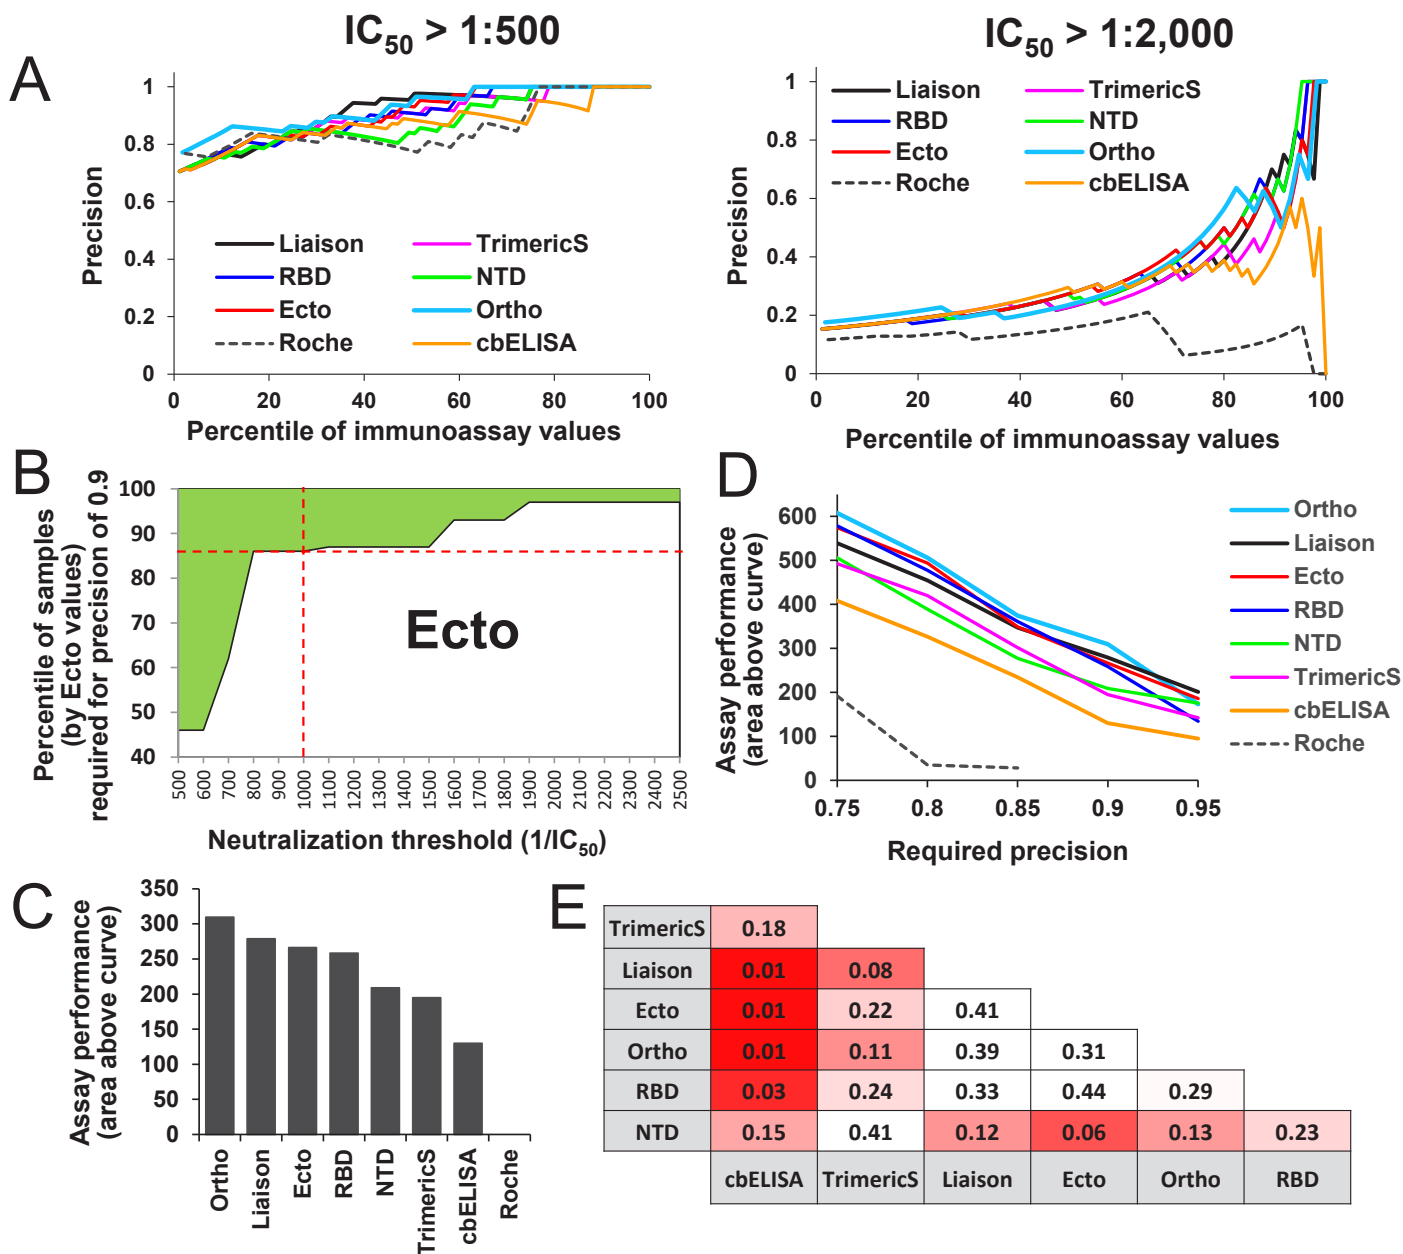 IC50 > 1:500
IC50 > 1:2,000
A
1
0.8
0.6
0.4
0.2
0
Precision
Liaison
TrimericS
RBD
NTD
Ecto
Ortho
Roche
cbELISA
0 20 40 60 80 100
Percentile of immunoassay values
1
0.8
0.6
0.4
0.2
0
Precision
Liaison
TrimericS
RBD
NTD
Ecto
Ortho
Roche
cbELISA
0 20 40 60 80 100
Percentile of immunoassay values
B
Percentile of samples
(by Ecto values)
required for precision of 0.9
100
90
80
70
60
50
40
Ecto
500 600 700 800 900 1000 1100 1200 1300 1400 1500 1600 1700 1800 1900 2000 2100 2200 2300 2400 2500
Neutralization threshold (1/IC50)
D
Assay performance
(area above curve)
600
500
400
300
200
100
0
0.75 0.8 0.85 0.9 0.95
Required precision
Ortho
Liaison
Ecto
RBD
NTD
TrimericS
cbELISA
Roche
C
Assay performance
(area above curve)
350
300
250
200
150
100
50
0
Ortho
Liaison
Ecto
RBD
NTD
TrimericS
cbELISA
Roche
E
TrimericS 0.18
Liaison 0.01 0.08
Ecto 0.01 0.22 0.41
Ortho 0.01 0.11 0.39 0.31
RBD 0.03 0.24 0.33 0.44 0.29
NTD 0.15 0.41 0.12 0.06 0.13 0.23
cbELISA TrimericS Liaison Ecto Ortho RBD